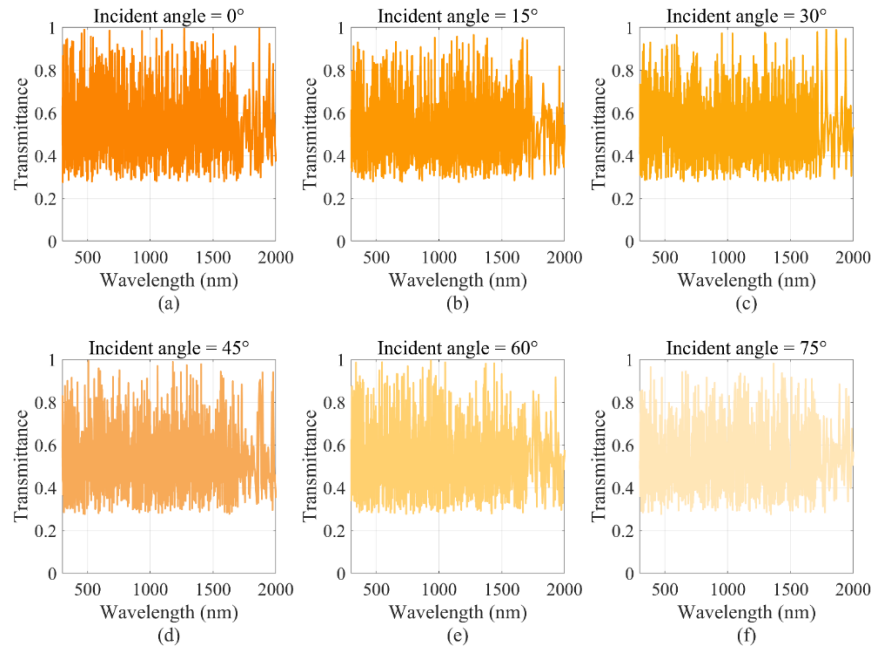 Incident angle = 0°
Transmittance
1
0.8
0.6
0.4
0.2
0
500 1000 1500 2000
Wavelength (nm)
(a)
Incident angle = 15°
Transmittance
1
0.8
0.6
0.4
0.2
0
500 1000 1500 2000
Wavelength (nm)
(b)
Incident angle = 30°
Transmittance
1
0.8
0.6
0.4
0.2
0
500 1000 1500 2000
Wavelength (nm)
(c)
Incident angle = 45°
Transmittance
1
0.8
0.6
0.4
0.2
0
500 1000 1500 2000
Wavelength (nm)
(d)
Incident angle = 60°
Transmittance
1
0.8
0.6
0.4
0.2
0
500 1000 1500 2000
Wavelength (nm)
(e)
Incident angle = 75°
Transmittance
1
0.8
0.6
0.4
0.2
0
500 1000 1500 2000
Wavelength (nm)
(f)